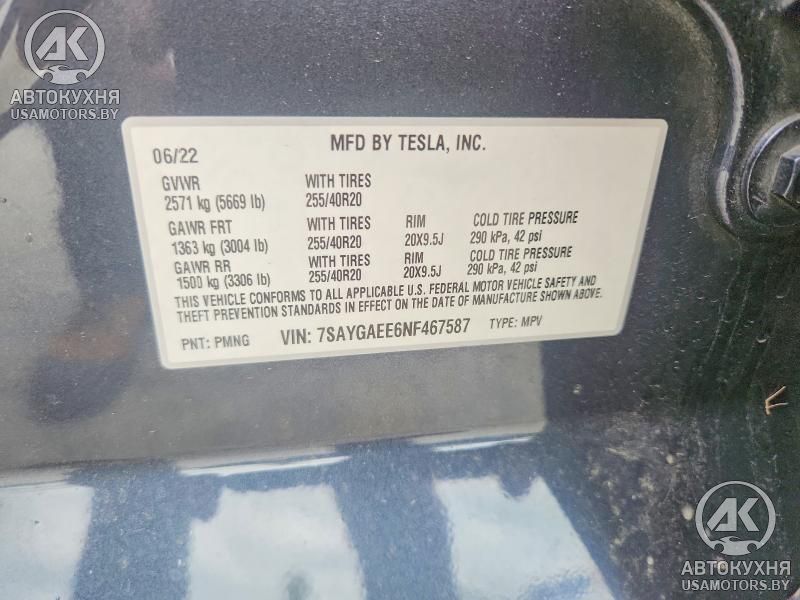 AK
АВТОКУХНЯ
USAMOTORS.BY
MFD BY TESLA, INC.
06/22
GVWR WITH TIRES
2571 kg (5669 lb) 255/40R20
GAWR FRT WITH TIRES RIM COLD TIRE PRESSURE
1363 kg (3004 lb) 255/40R20 20X9.5J 290 kPa, 42 psi
GAWR RR WITH TIRES RIM COLD TIRE PRESSURE
1500 kg (3306 lb) 255/40R20 20X9.5J 290 kPa, 42 psi
THIS VEHICLE CONFORMS TO ALL APPLICABLE U.S. FEDERAL MOTOR VEHICLE SAFETY AND
THEFT PREVENTION STANDARDS IN EFFECT ON THE DATE OF MANUFACTURE SHOWN ABOVE.
PNT: PMNG VIN: 7SAYGAEE6NF467587 TYPE: MPV
AK
АВТОКУХНЯ
USAMOTORS.BY